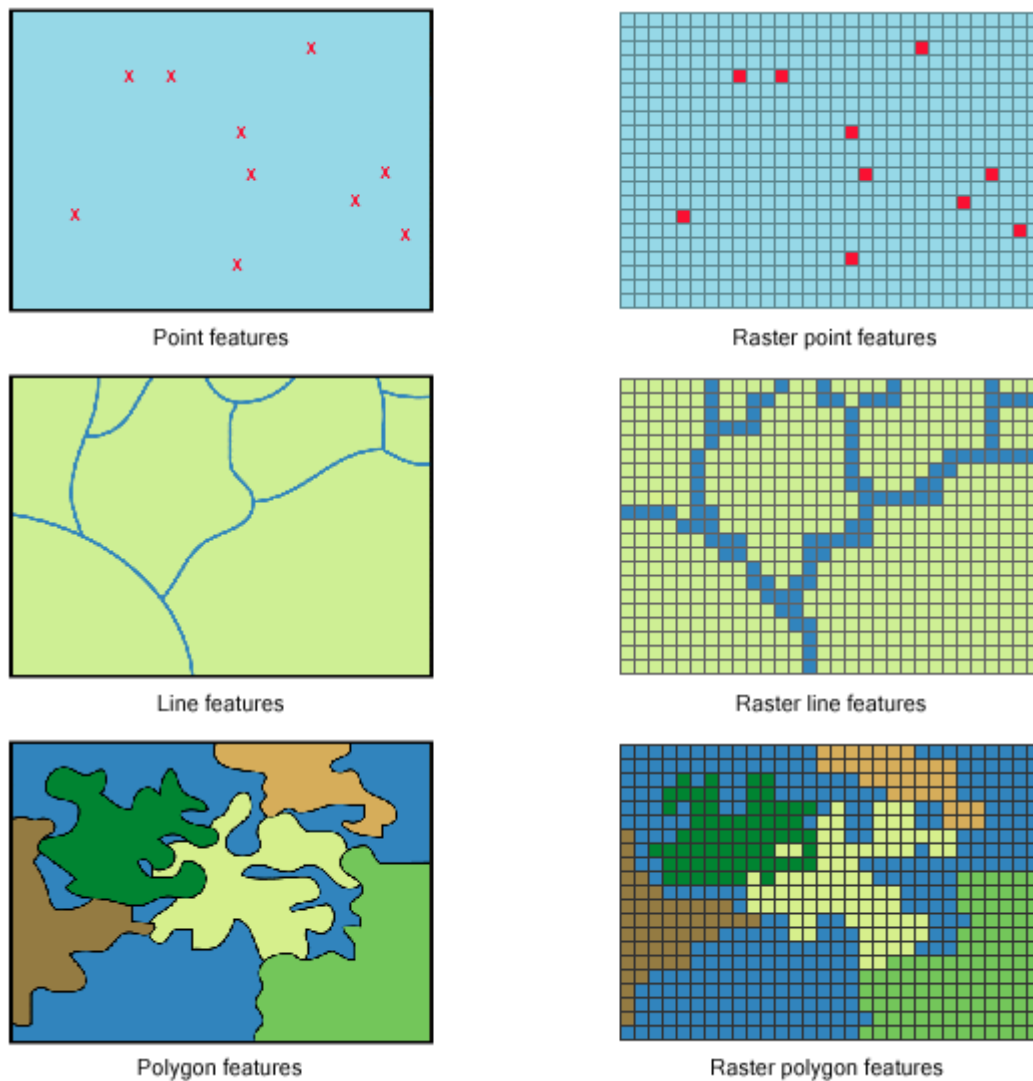 Point features
Raster point features
Line features
Raster line features
Polygon features
Raster polygon features